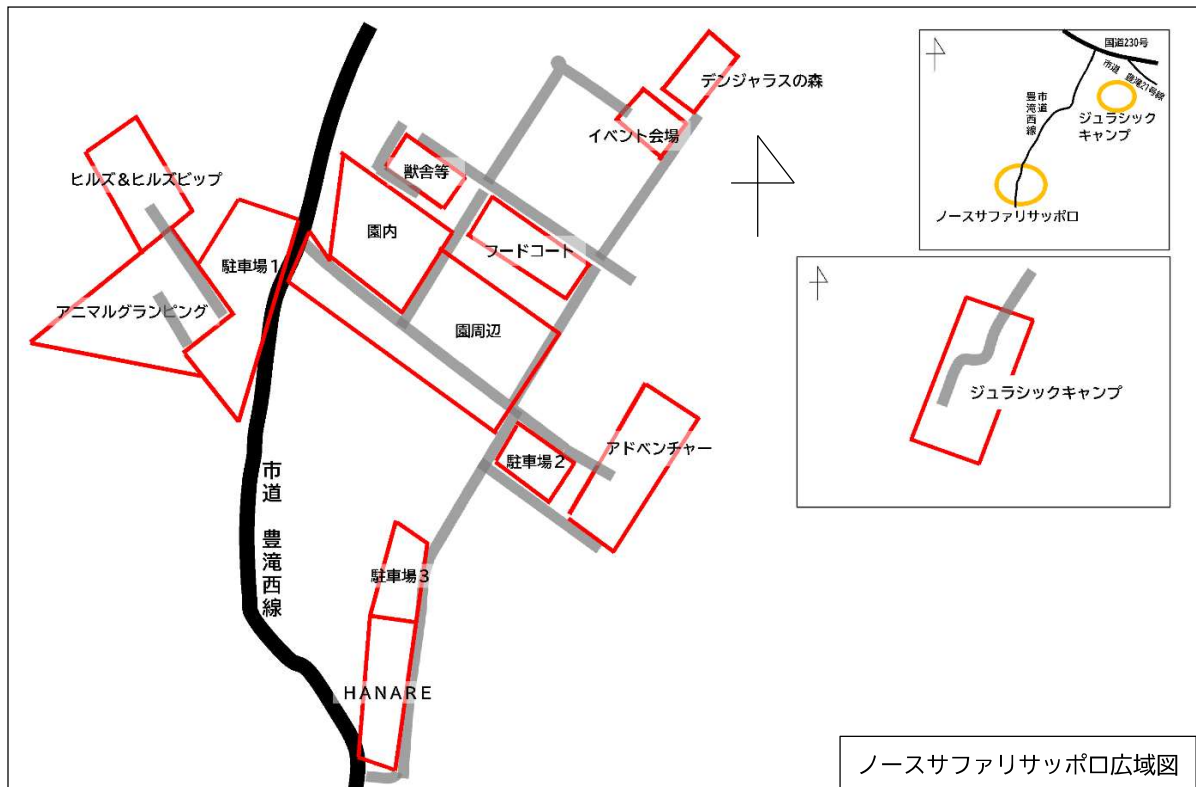 デンジャラスの森
イベント会場
獣舎等
ヒルズ＆ヒルズビップ
園内
フードコート
駐車場１
アニマルグランピング
園周辺
アドベンチャー
駐車場２
市道　豊滝西線
駐車場３
ＨＡＮＡＲＥ
国道230号
市道　豊滝21号線
市道
豊滝西線
ジュラシック
キャンプ
ノースサファリサッポロ
ジュラシックキャンプ
ノースサファリサッポロ広域図